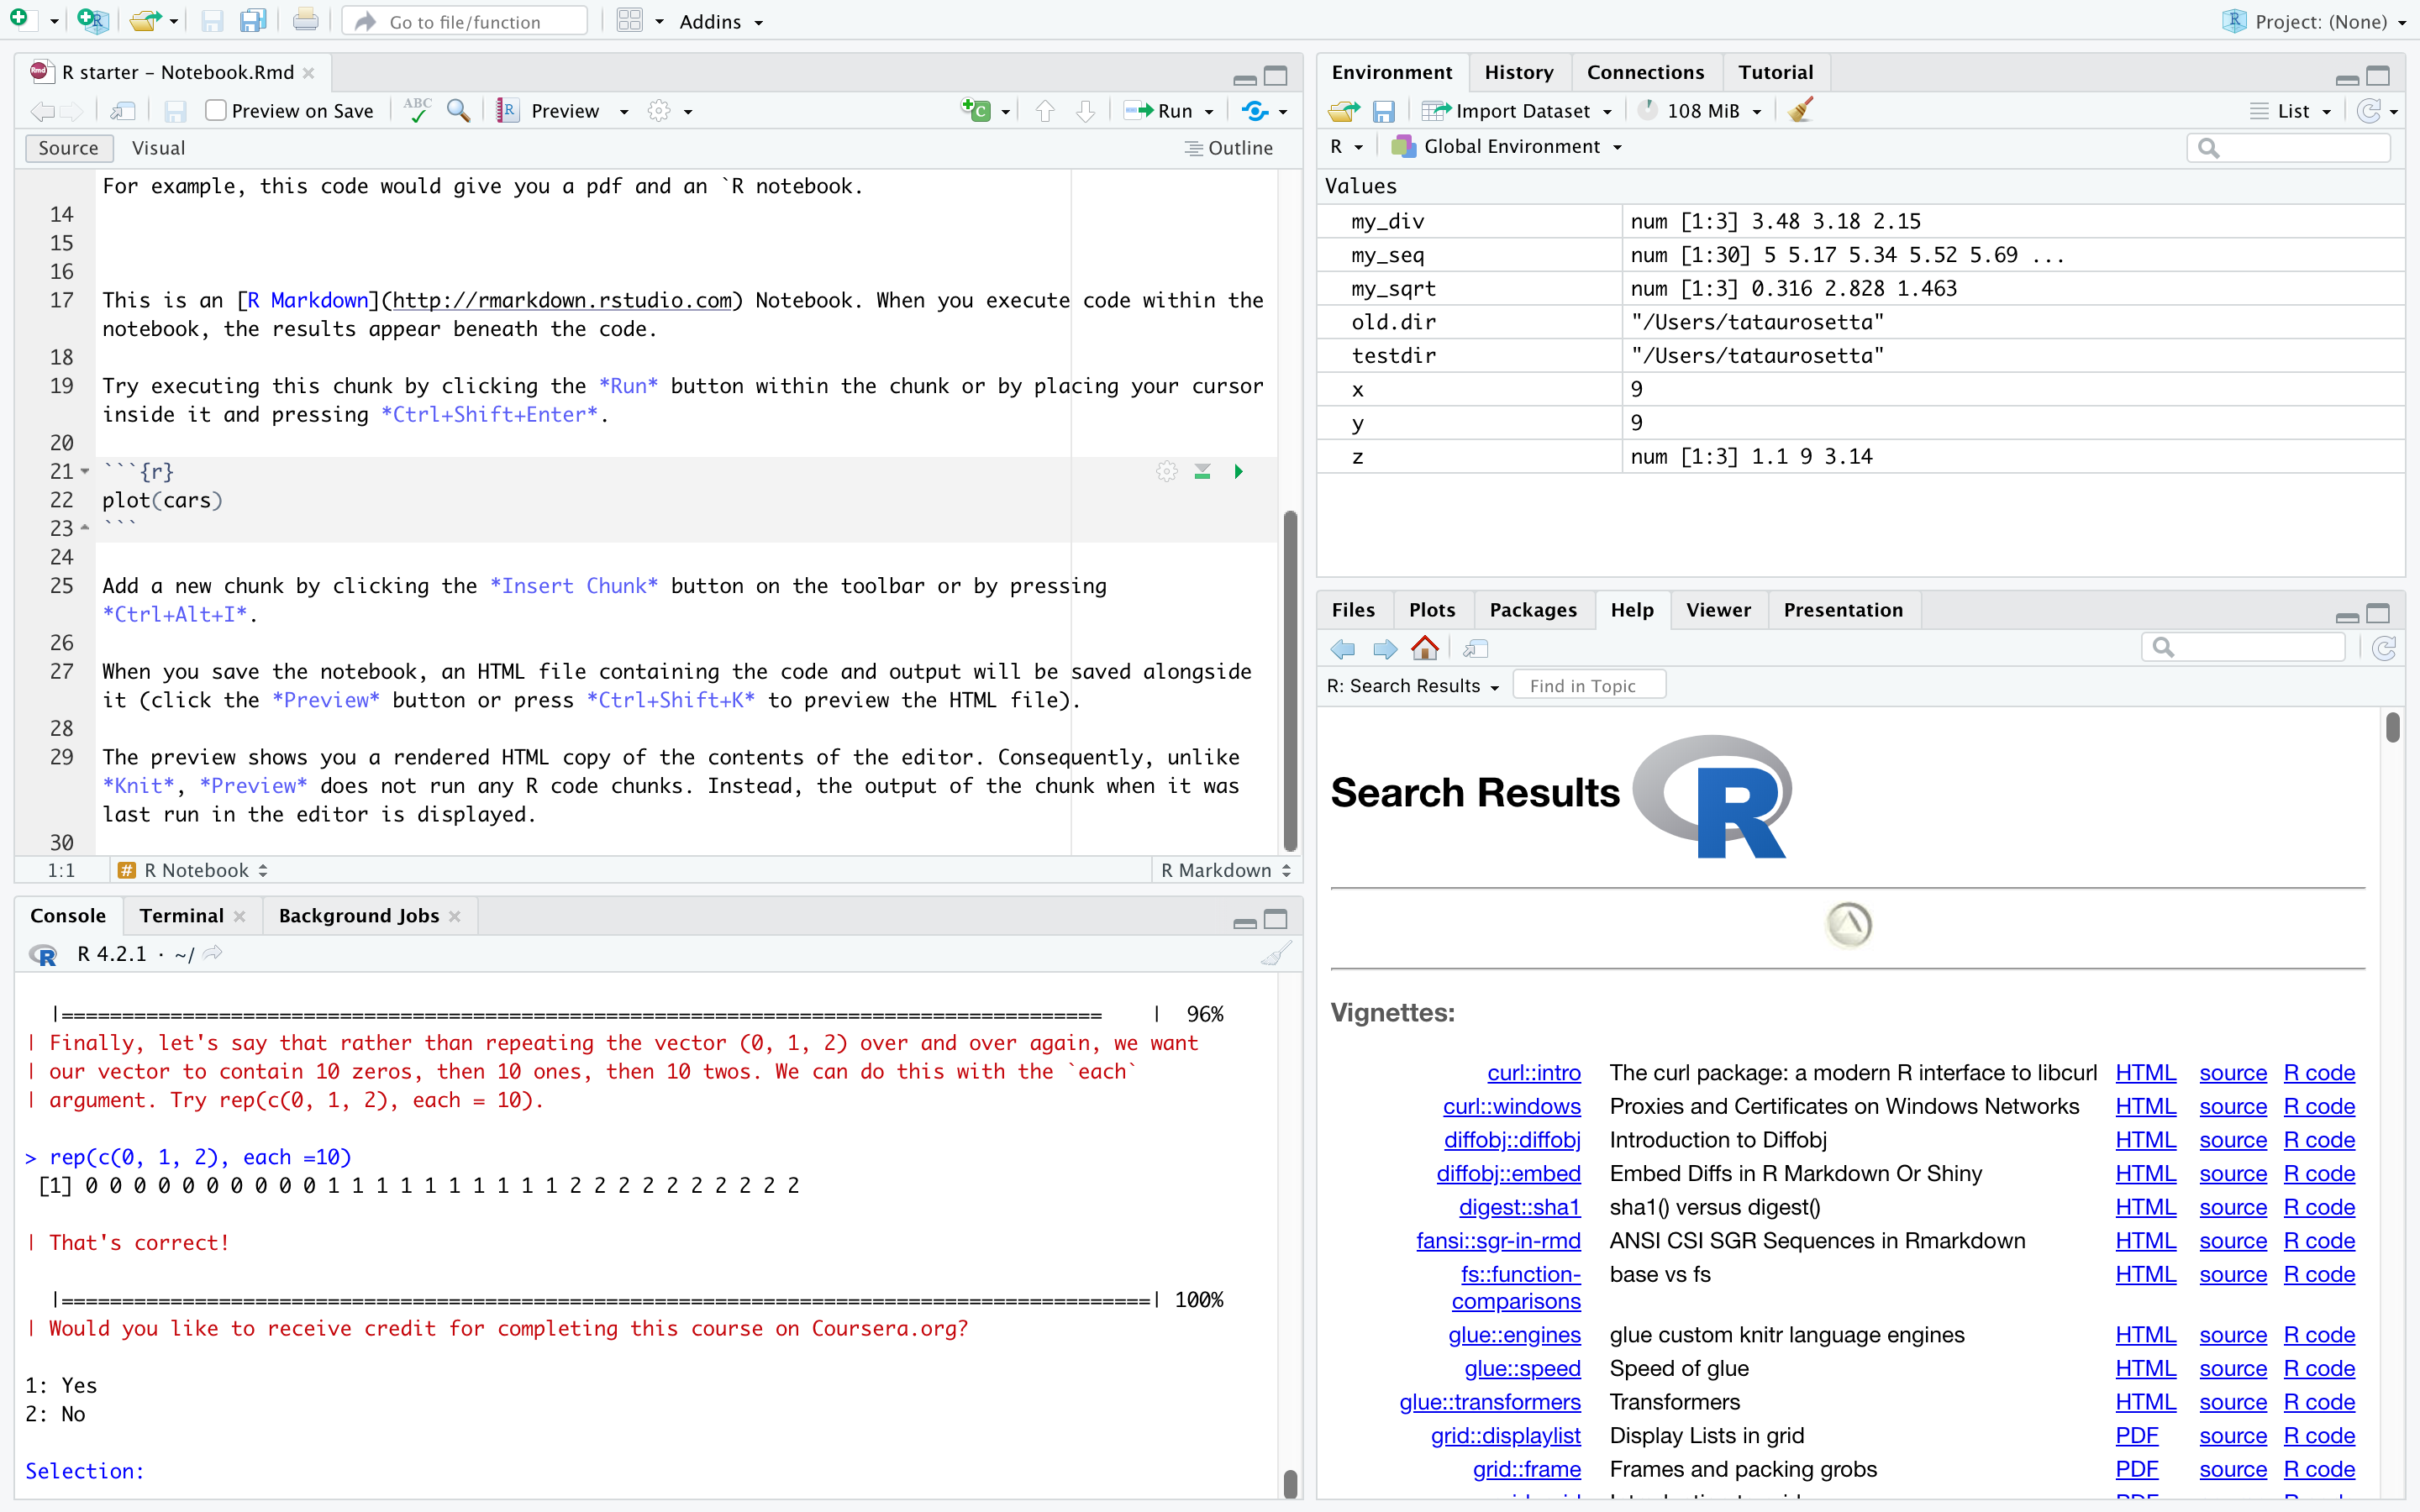 Go to file/function
Addins
Project: (None)
R starter – Notebook.Rmd
Preview on Save
ABC
Preview
Run
Source
Visual
Outline
For example, this code would give you a pdf and an `R notebook.
14
15
16
17 This is an [R Markdown](http://rmarkdown.rstudio.com) Notebook. When you execute code within the
notebook, the results appear beneath the code.
18
19 Try executing this chunk by clicking the *Run* button within the chunk or by placing your cursor
inside it and pressing *Ctrl+Shift+Enter*.
20
21 ```{r}
22 plot(cars)
23 ```
24
25 Add a new chunk by clicking the *Insert Chunk* button on the toolbar or by pressing
*Ctrl+Alt+I*.
26
27 When you save the notebook, an HTML file containing the code and output will be saved alongside
it (click the *Preview* button or press *Ctrl+Shift+K* to preview the HTML file).
28
29 The preview shows you a rendered HTML copy of the contents of the editor. Consequently, unlike
*Knit*, *Preview* does not run any R code chunks. Instead, the output of the chunk when it was
last run in the editor is displayed.
30
1:1
# R Notebook
R Markdown
Console
Terminal
Background Jobs
R 4.2.1 · ~/
|======================================================================================    |  96%
| Finally, let's say that rather than repeating the vector (0, 1, 2) over and over again, we want
| our vector to contain 10 zeros, then 10 ones, then 10 twos. We can do this with the `each`
| argument. Try rep(c(0, 1, 2), each = 10).
> rep(c(0, 1, 2), each =10)
[1] 0 0 0 0 0 0 0 0 0 0 1 1 1 1 1 1 1 1 1 1 2 2 2 2 2 2 2 2 2 2
| That's correct!
|==========================================================================================| 100%
| Would you like to receive credit for completing this course on Coursera.org?
1: Yes
2: No
Selection:
Environment
History
Connections
Tutorial
Import Dataset
108 MiB
List
R
Global Environment
Values
my_div num [1:3] 3.48 3.18 2.15
my_seq num [1:30] 5 5.17 5.34 5.52 5.69 ...
my_sqrt num [1:3] 0.316 2.828 1.463
old.dir "/Users/tataurosetta"
testdir "/Users/tataurosetta"
x 9
y 9
z num [1:3] 1.1 9 3.14
Files
Plots
Packages
Help
Viewer
Presentation
R: Search Results
Find in Topic
Search Results R
Vignettes:
curl::intro The curl package: a modern R interface to libcurl HTML source R code
curl::windows Proxies and Certificates on Windows Networks HTML source R code
diffobj::diffobj Introduction to Diffobj HTML source R code
diffobj::embed Embed Diffs in R Markdown Or Shiny HTML source R code
digest::sha1 sha1() versus digest() HTML source R code
fansi::sgr-in-rmd ANSI CSI SGR Sequences in Rmarkdown HTML source R code
fs::function- base vs fs HTML source R code
comparisons
glue::engines glue custom knitr language engines HTML source R code
glue::speed Speed of glue HTML source R code
glue::transformers Transformers HTML source R code
grid::displaylist Display Lists in grid PDF source R code
grid::frame Frames and packing grobs PDF source R code